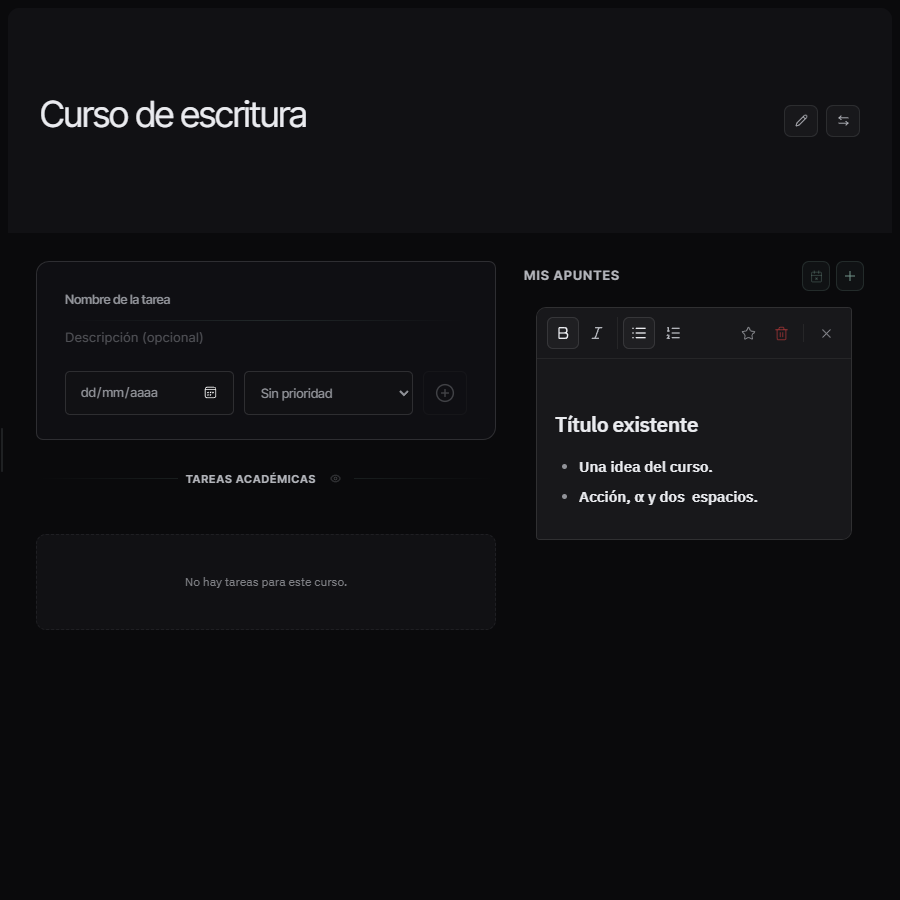 Curso de escritura
Nombre de la tarea
Descripción (opcional)
dd/mm/aaaa
Sin prioridad
TAREAS ACADÉMICAS
No hay tareas para este curso.
MIS APUNTES
B I
Título existente
• Una idea del curso.
• Acción, α y dos  espacios.